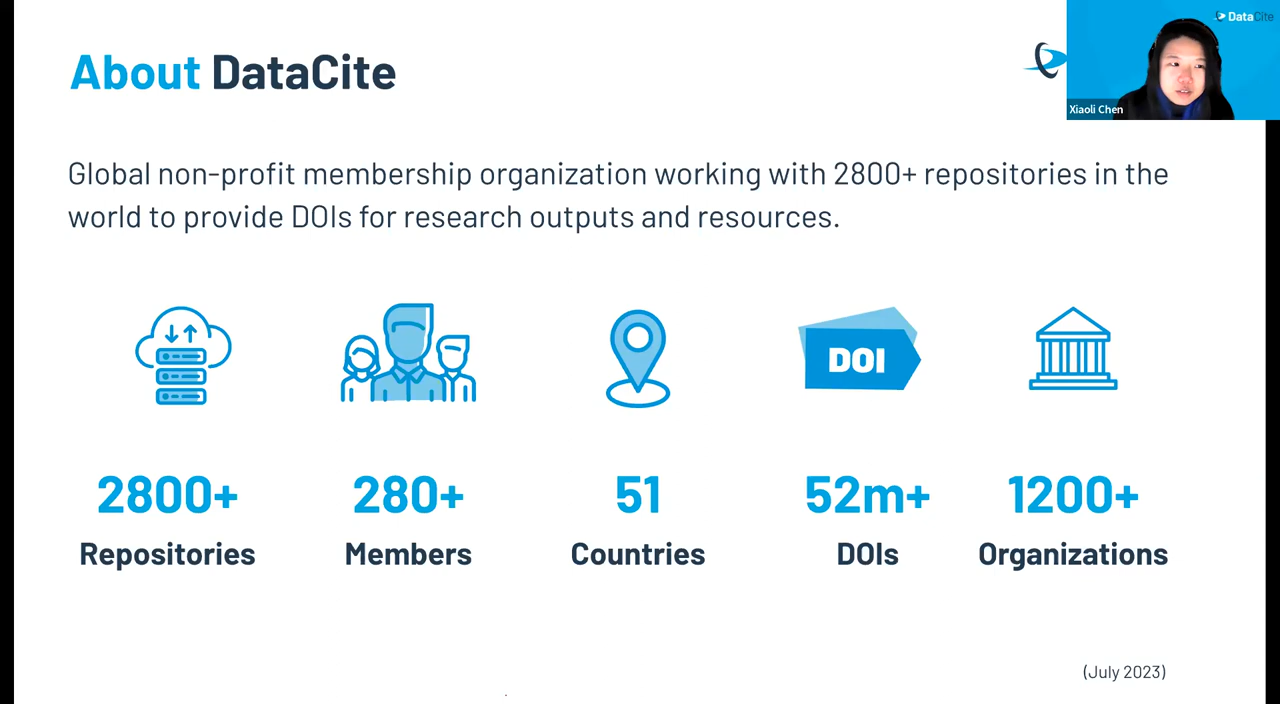 About DataCite
DataCite
Xiaoli Chen
Global non-profit membership organization working with 2800+ repositories in the
world to provide DOIs for research outputs and resources.
DOI
2800+ 280+ 51 52m+ 1200+
Repositories Members Countries DOIs Organizations
(July 2023)